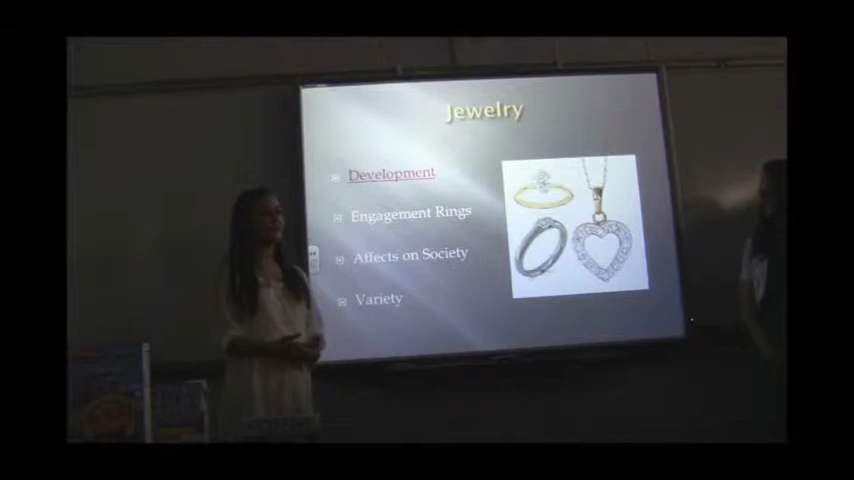 Jewelry
Development
Engagement Rings
Affects on Society
Variety